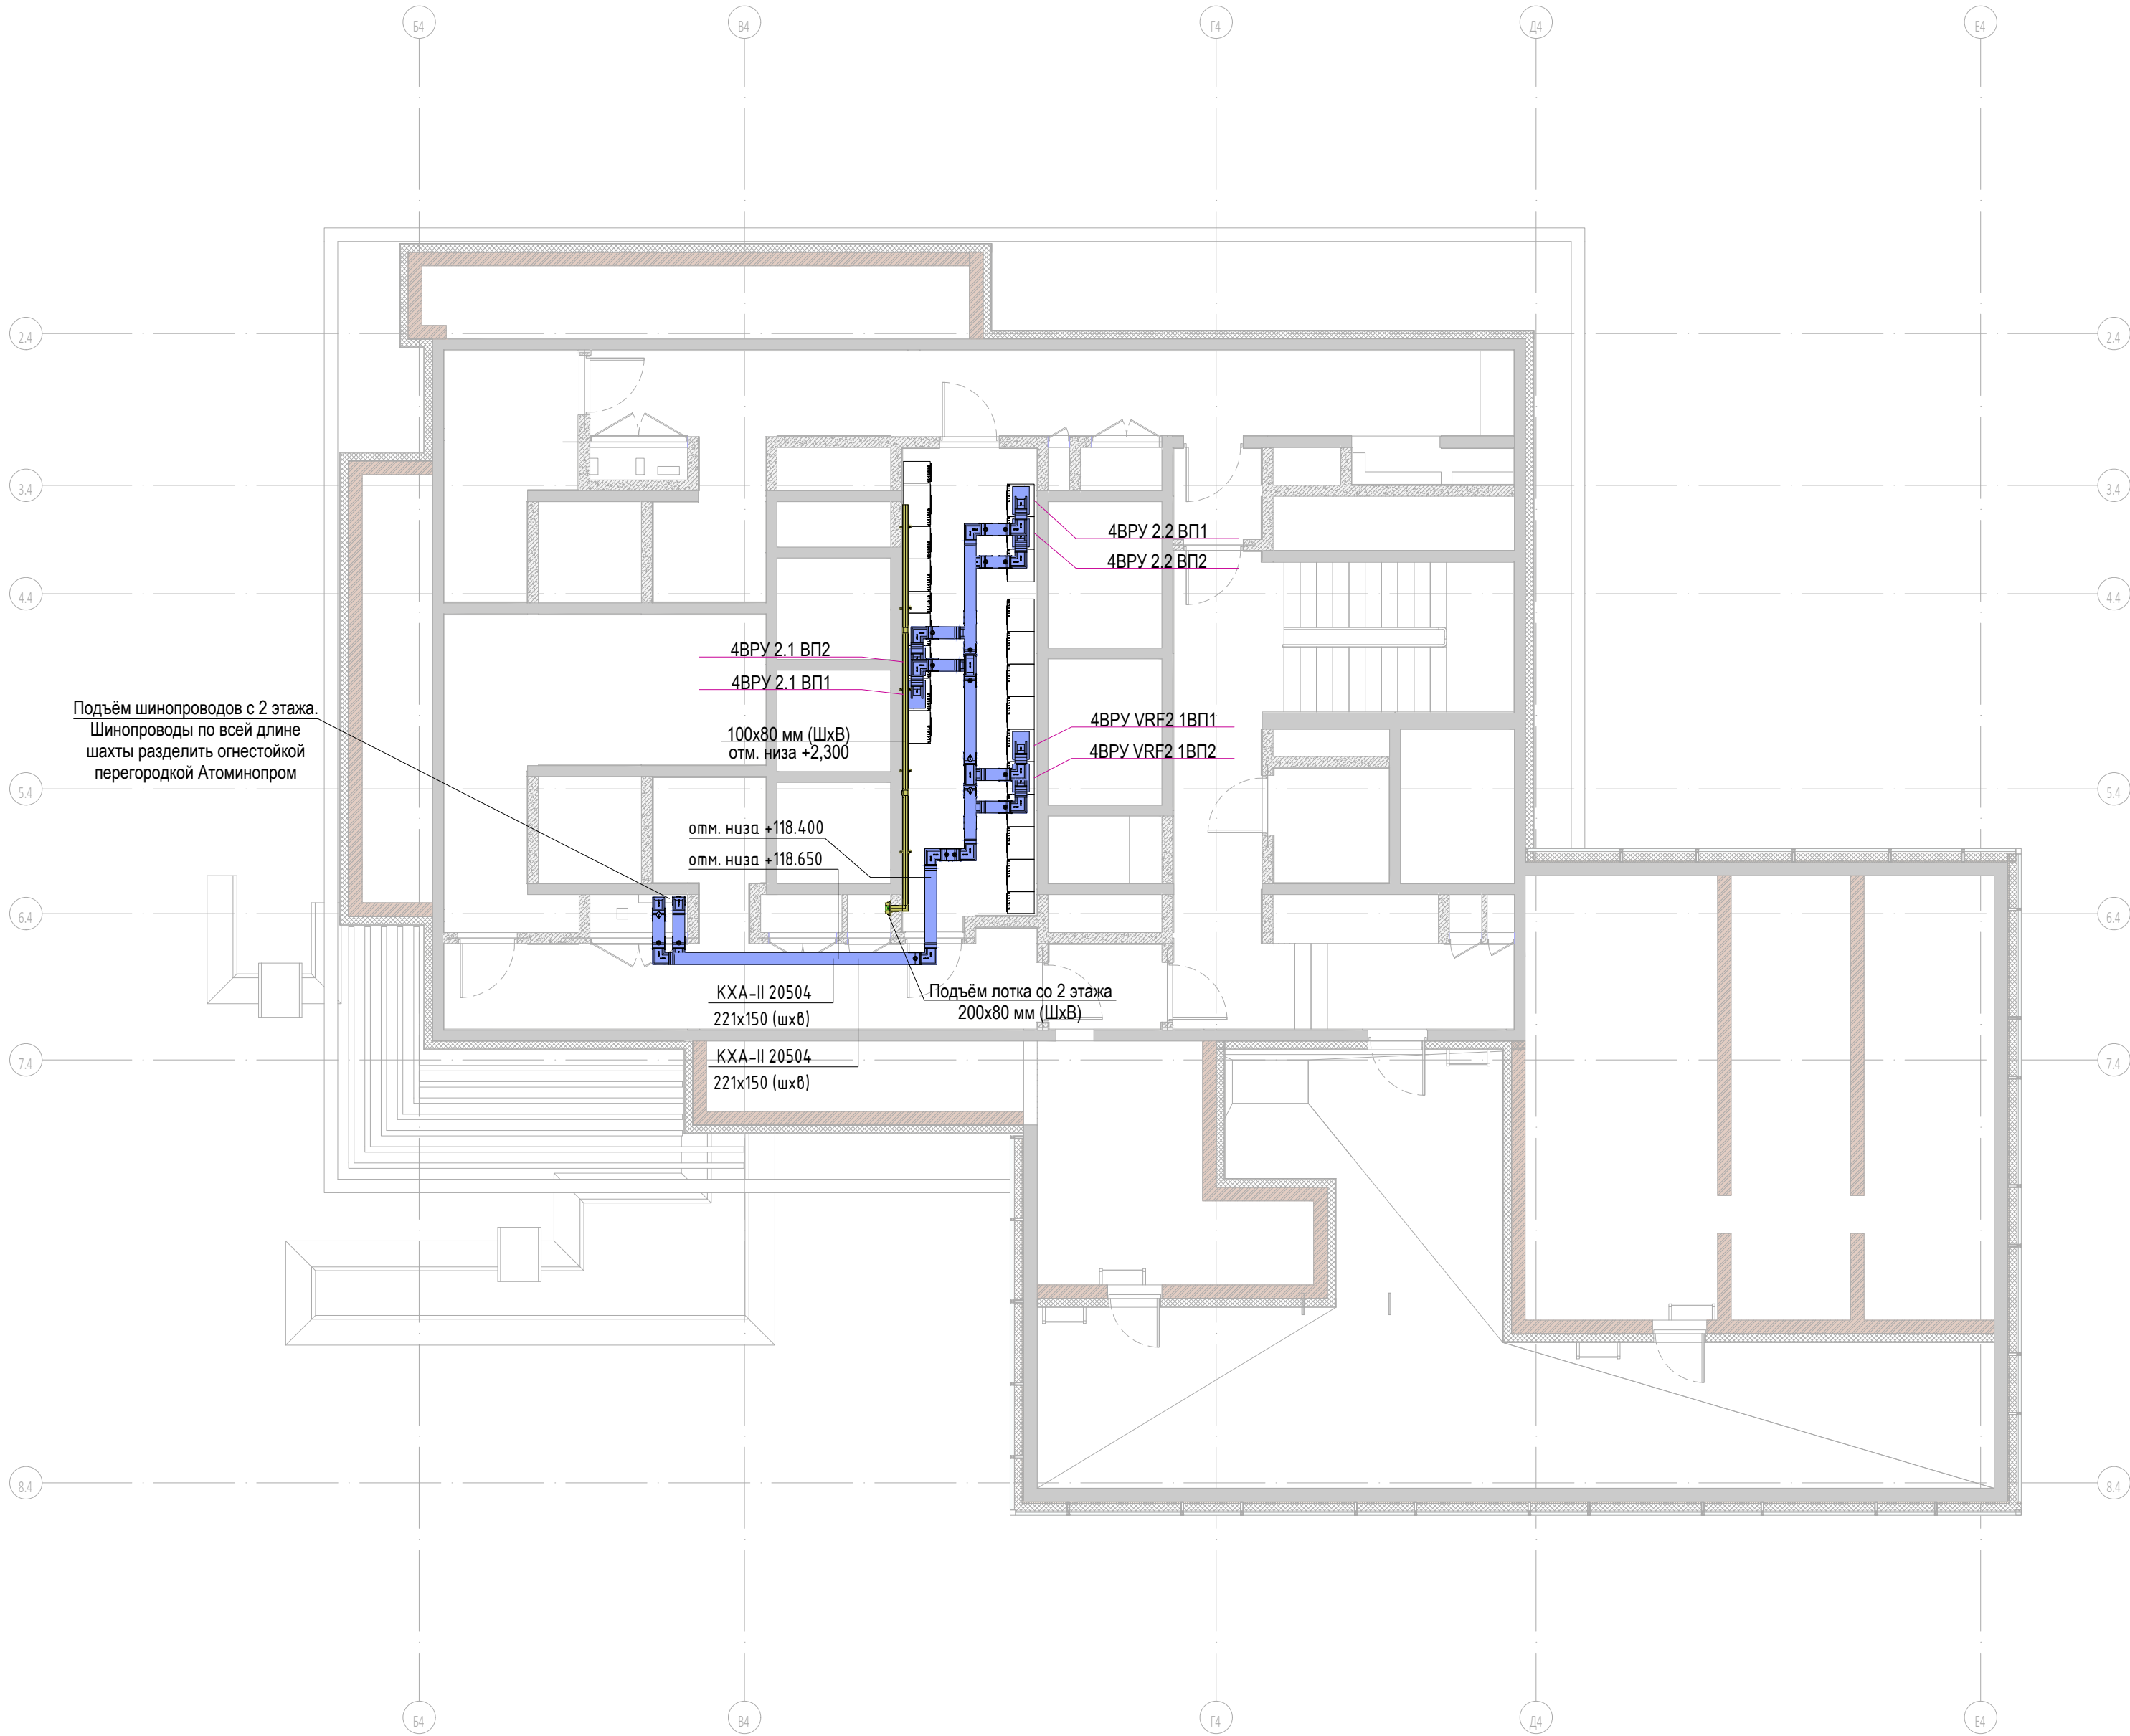 Б4
В4
Г4
Д4
Е4
2.4
2.4
3.4
3.4
4ВРУ 2.2 ВП1
4ВРУ 2.2 ВП2
4.4
4.4
4ВРУ 2.1 ВП2
4ВРУ 2.1 ВП1
Подъём шинопроводов с 2 этажа.
Шинопроводы по всей длине
шахты разделить огнестойкой
перегородкой Атоминопром
100х80 мм (ШхВ)
отм. низа +2,300
4ВРУ VRF2 1ВП1
4ВРУ VRF2 1ВП2
5.4
5.4
отм. низа +118.400
отм. низа +118.650
6.4
6.4
КХА-II 20504
221х150 (шхв)
Подъём лотка со 2 этажа
200х80 мм (ШхВ)
КХА-II 20504
221х150 (шхв)
7.4
7.4
8.4
8.4
Б4
В4
Г4
Д4
Е4